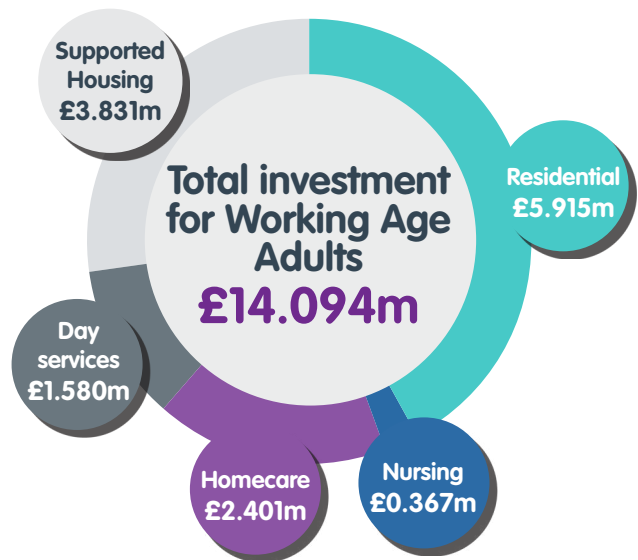 Supported
Housing
£3.831m
Total investment
for Working Age
Adults
£14.094m
Residential
£5.915m
Day
services
£1.580m
Homecare
£2.401m
Nursing
£0.367m